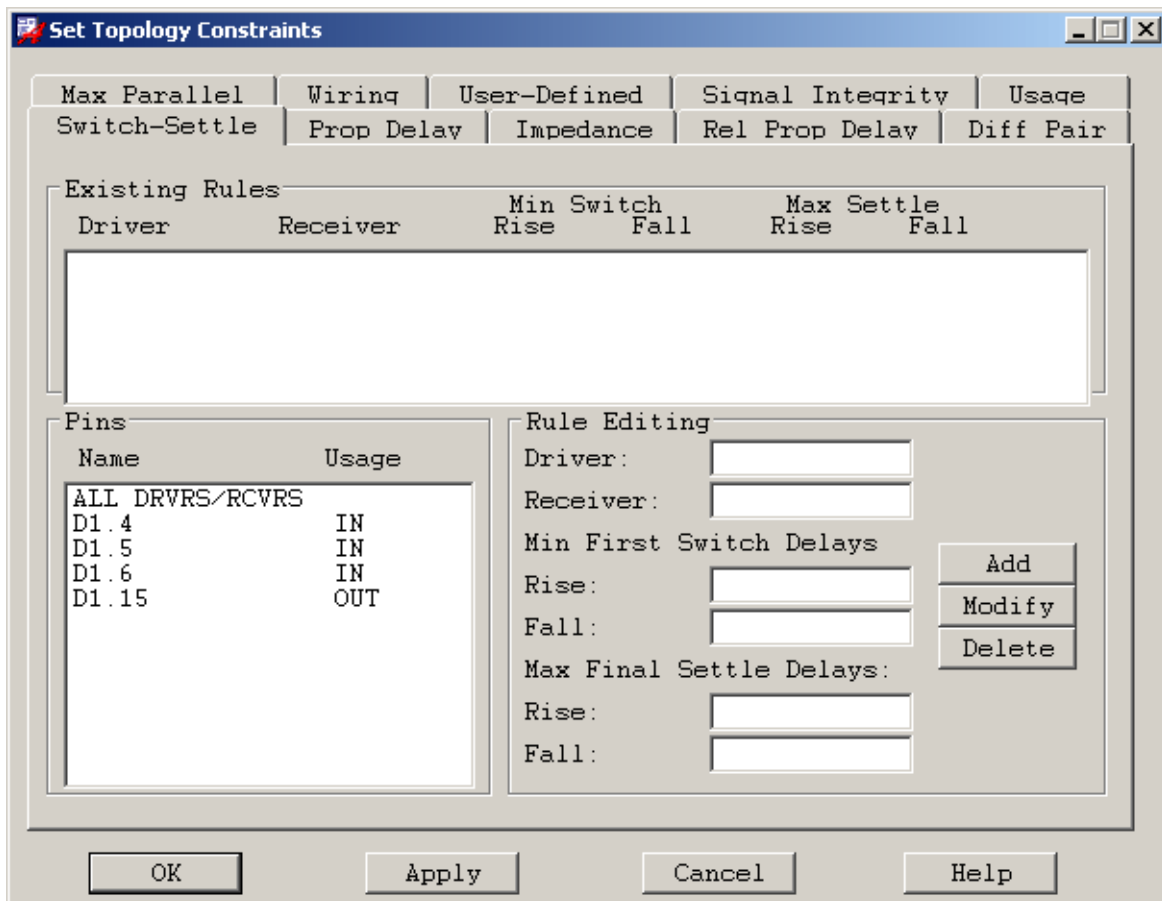 Set Topology Constraints
Max Parallel Wiring User-Defined Signal Integrity Usage
Switch-Settle Prop Delay Impedance Rel Prop Delay Diff Pair
Existing Rules
Min Switch Max Settle
Driver Receiver Rise Fall Rise Fall
Pins
Name Usage
ALL DRVRS/RCVRS
D1.4 IN
D1.5 IN
D1.6 IN
D1.15 OUT
Rule Editing
Driver:
Receiver:
Min First Switch Delays
Rise:
Fall:
Max Final Settle Delays:
Rise:
Fall:
Add
Modify
Delete
OK Apply Cancel Help